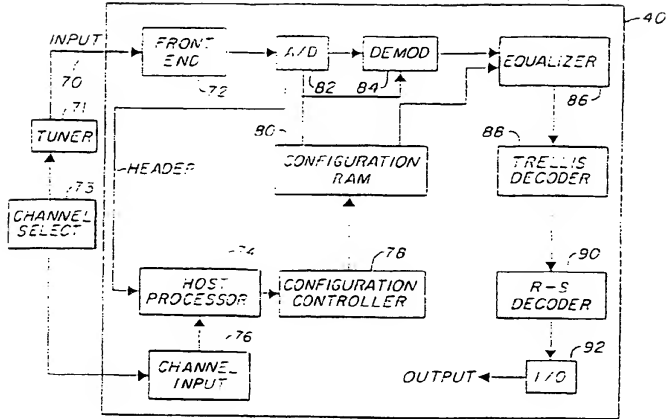 40
INPUT
70
FRONT
END
72
A/D
82
DEMOD
84
EQUALIZER
86
71
TUNER
80
88
TRELLIS
DECODER
HEADER
CONFIGURATION
RAM
73
CHANNEL
SELECT
74
HOST
PROCESSOR
78
CONFIGURATION
CONTROLLER
90
R-S
DECODER
76
CHANNEL
INPUT
92
OUTPUT
I/O